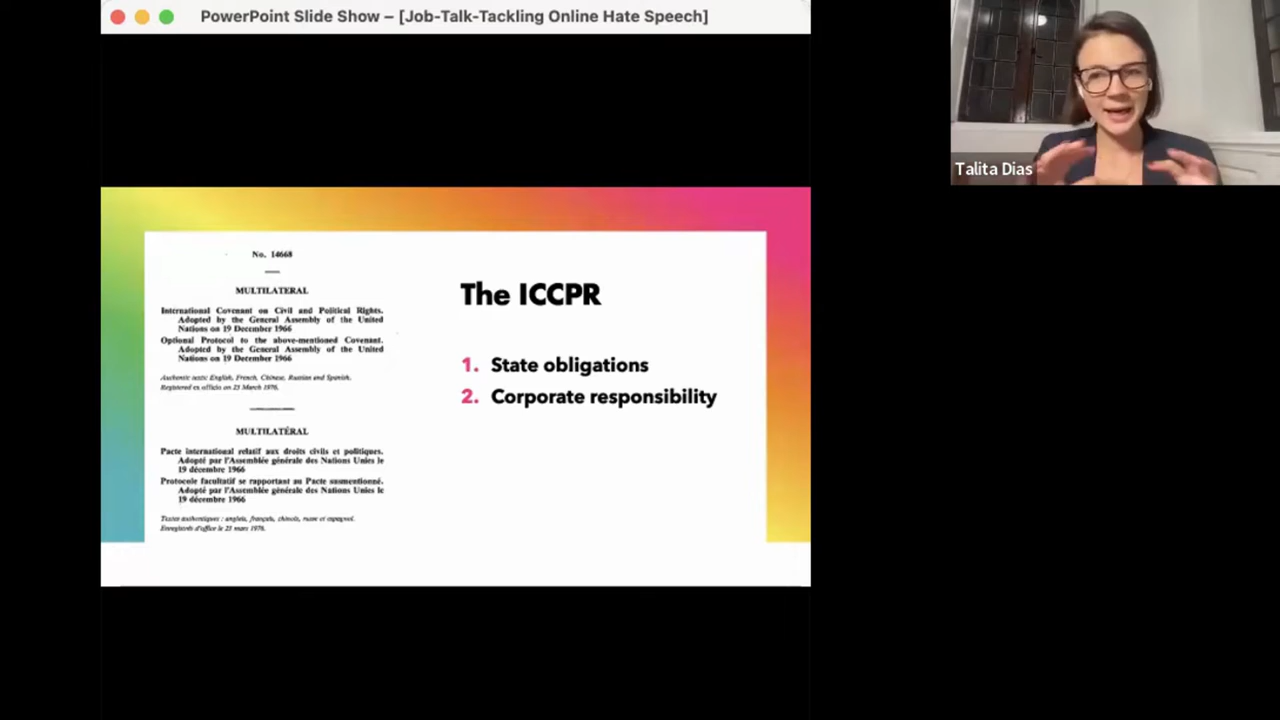 PowerPoint Slide Show – [Job-Talk-Tackling Online Hate Speech]
Talita Dias
No. 14668
MULTILATERAL
International Covenant on Civil and Political Rights.
Adopted by the General Assembly of the United
Nations on 19 December 1966
Optional Protocol to the above-mentioned Covenant.
Adopted by the General Assembly of the United
Nations on 19 December 1966
Authentic texts: English, French, Chinese, Russian and Spanish.
Registered ex officio on 23 March 1976.
MULTILATÉRAL
Pacte international relatif aux droits civils et politiques.
Adopté par l'Assemblée générale des Nations Unies le
19 décembre 1966
Protocole facultatif se rapportant au Pacte susmentionné.
Adopté par l'Assemblée générale des Nations Unies le
19 décembre 1966
Textes authentiques : anglais, français, chinois, russe et espagnol.
Enregistrés d'office le 23 mars 1976.
The ICCPR
1. State obligations
2. Corporate responsibility